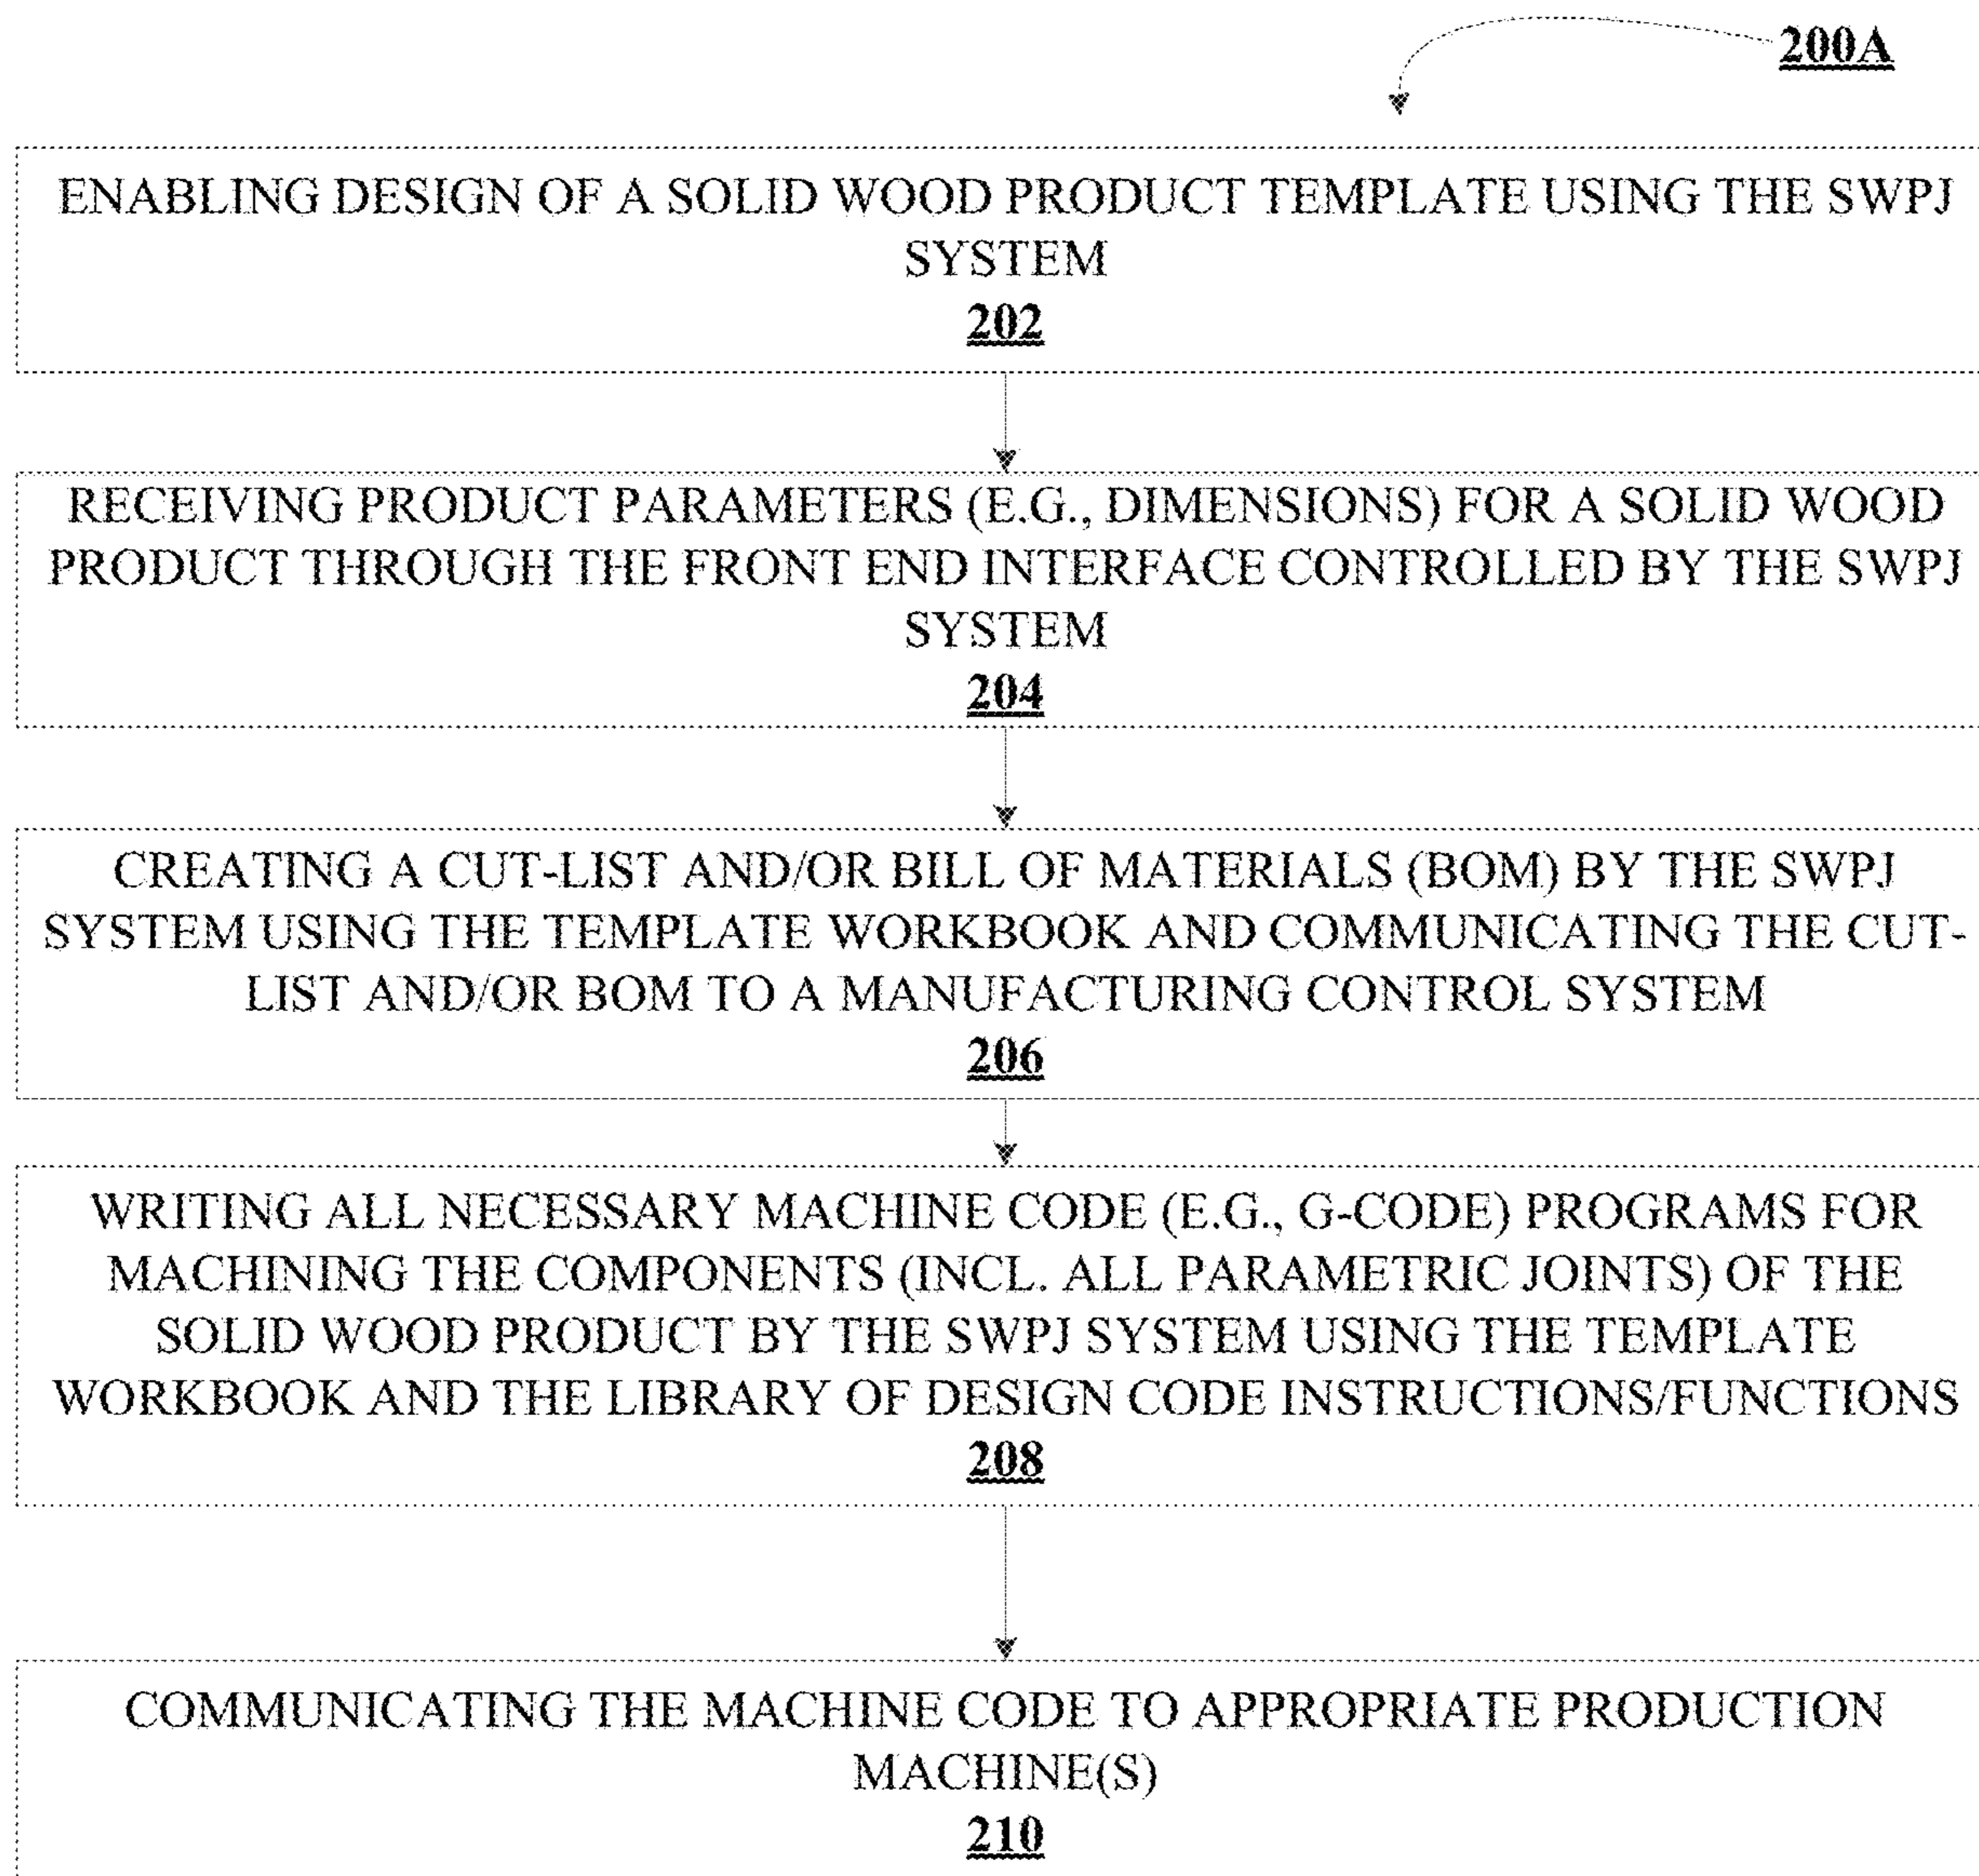 200A
ENABLING DESIGN OF A SOLID WOOD PRODUCT TEMPLATE USING THE SWPJ
SYSTEM
202
RECEIVING PRODUCT PARAMETERS (E.G., DIMENSIONS) FOR A SOLID WOOD
PRODUCT THROUGH THE FRONT END INTERFACE CONTROLLED BY THE SWPJ
SYSTEM
204
CREATING A CUT-LIST AND/OR BILL OF MATERIALS (BOM) BY THE SWPJ
SYSTEM USING THE TEMPLATE WORKBOOK AND COMMUNICATING THE CUT-
LIST AND/OR BOM TO A MANUFACTURING CONTROL SYSTEM
206
WRITING ALL NECESSARY MACHINE CODE (E.G., G-CODE) PROGRAMS FOR
MACHINING THE COMPONENTS (INCL. ALL PARAMETRIC JOINTS) OF THE
SOLID WOOD PRODUCT BY THE SWPJ SYSTEM USING THE TEMPLATE
WORKBOOK AND THE LIBRARY OF DESIGN CODE INSTRUCTIONS/FUNCTIONS
208
COMMUNICATING THE MACHINE CODE TO APPROPRIATE PRODUCTION
MACHINE(S)
210